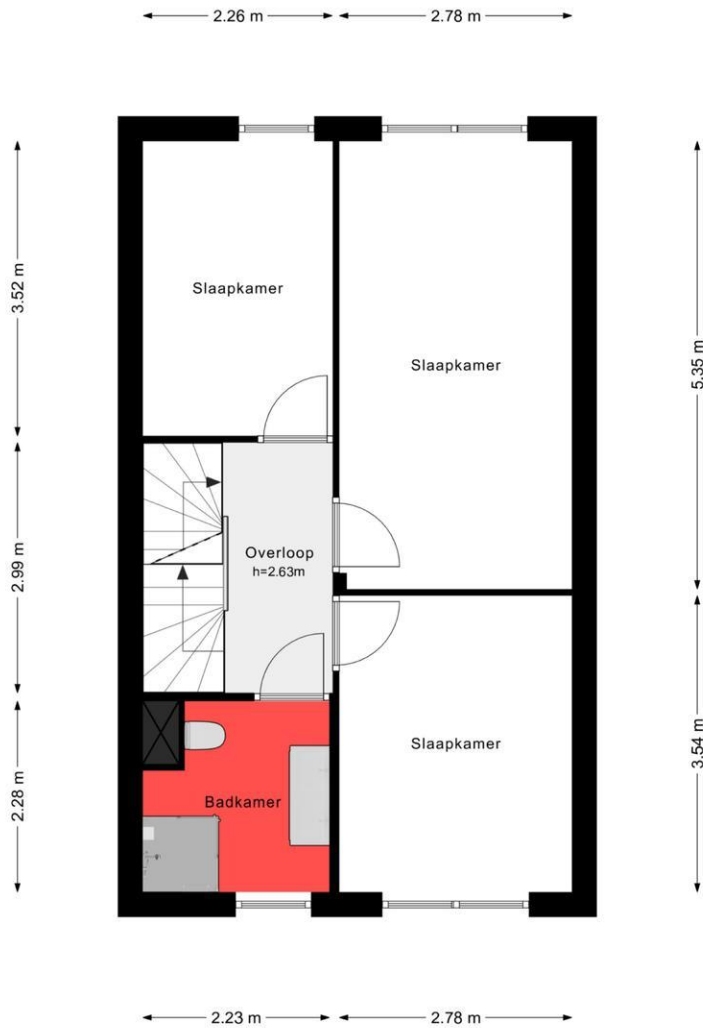 2.26 m
2.78 m
3.52 m
Slaapkamer
Slaapkamer
5.35 m
2.99 m
Overloop
h=2.63m
Slaapkamer
3.54 m
2.28 m
Badkamer
2.23 m
2.78 m